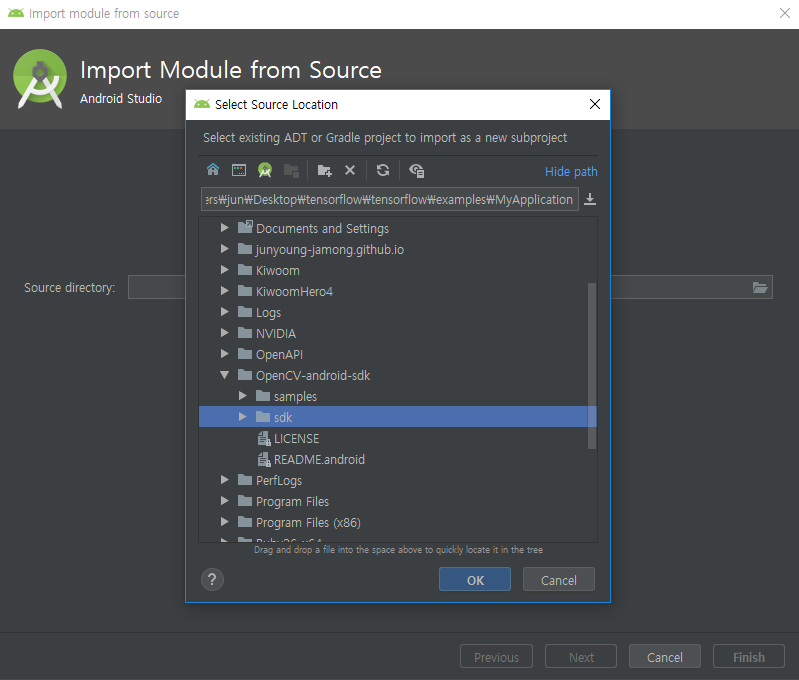 Import module from source
Import Module from Source
Android Studio
Select Source Location
Select existing ADT or Gradle project to import as a new subproject
Hide path
ers₩jun₩Desktop₩tensorflow₩tensorflow₩examples₩MyApplication
Documents and Settings
junyoung-jamong.github.io
Kiwoom
KiwoomHero4
Logs
NVIDIA
OpenAPI
OpenCV-android-sdk
samples
sdk
LICENSE
README.android
PerfLogs
Program Files
Program Files (x86)
Drag and drop a file into the space above to quickly locate it in the tree
Source directory:
? OK Cancel
Previous Next Cancel Finish